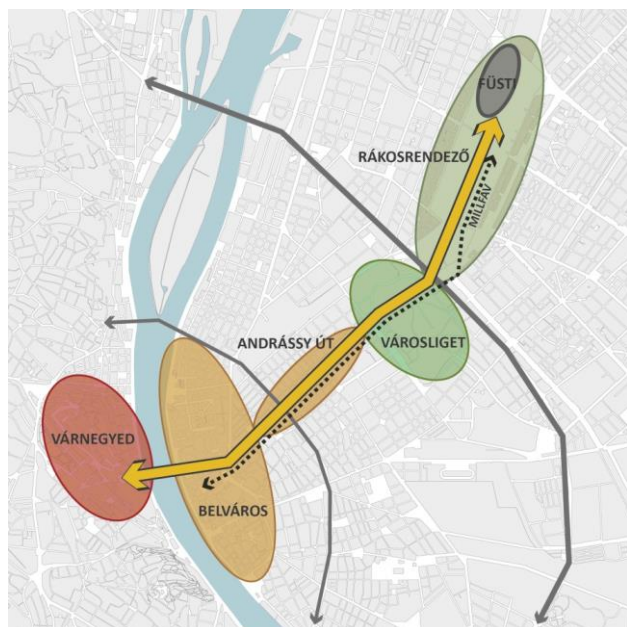 FÜSTI
RÁKOSRENDEZŐ
MILLFAV
ANDRÁSSY ÚT
VÁROSLIGET
VÁRNEGYED
BELVÁROS